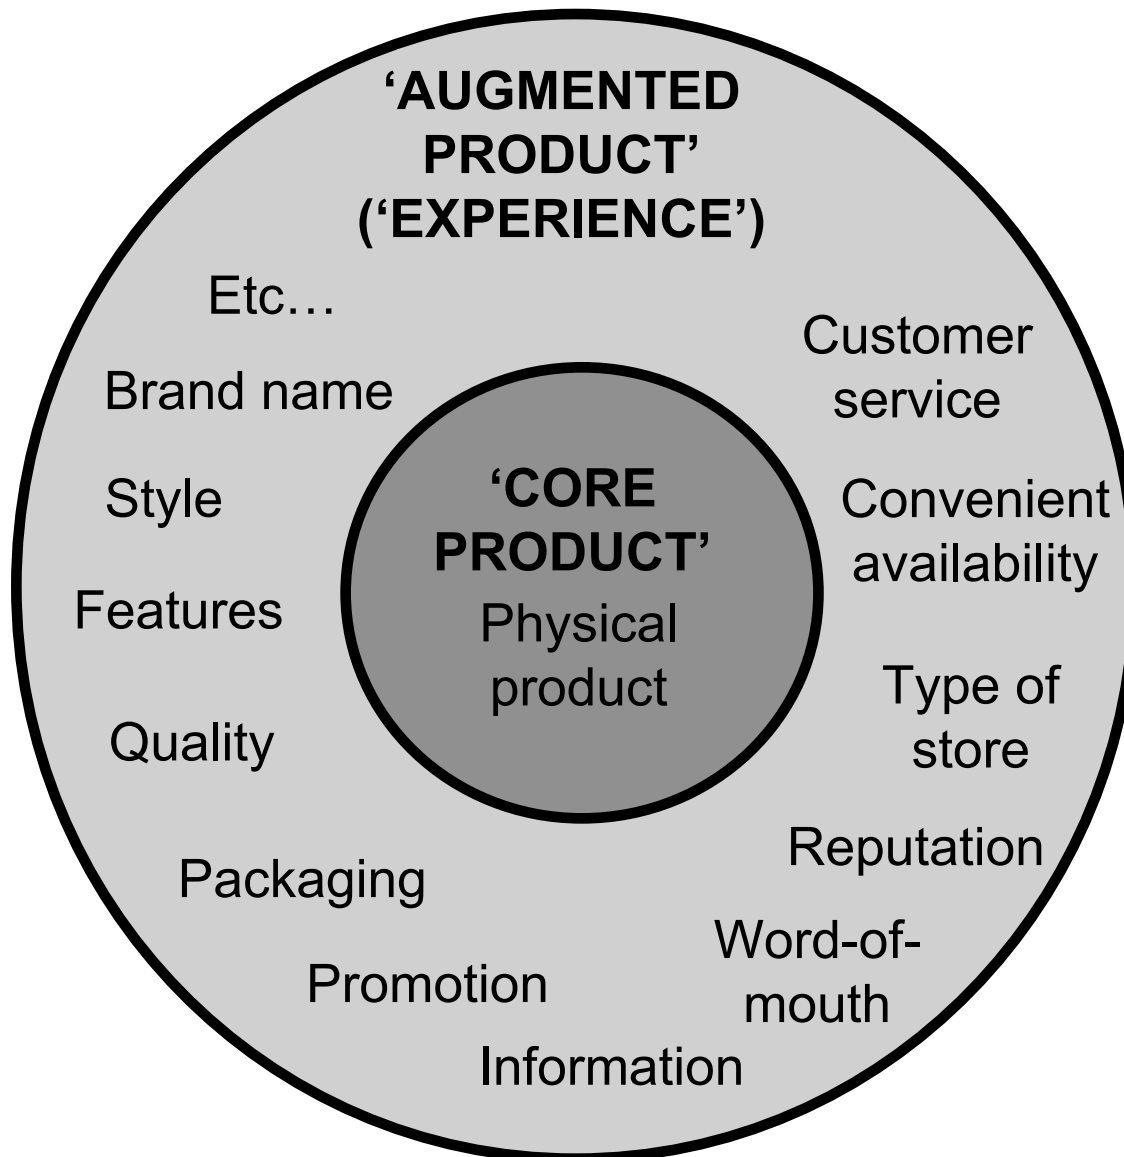 ‘AUGMENTED
PRODUCT’
(‘EXPERIENCE’)
Etc…
Brand name
Style
Features
Quality
Packaging
Promotion
Information
Word-of-
mouth
Reputation
Type of
store
Convenient
availability
Customer
service
‘CORE
PRODUCT’
Physical
product